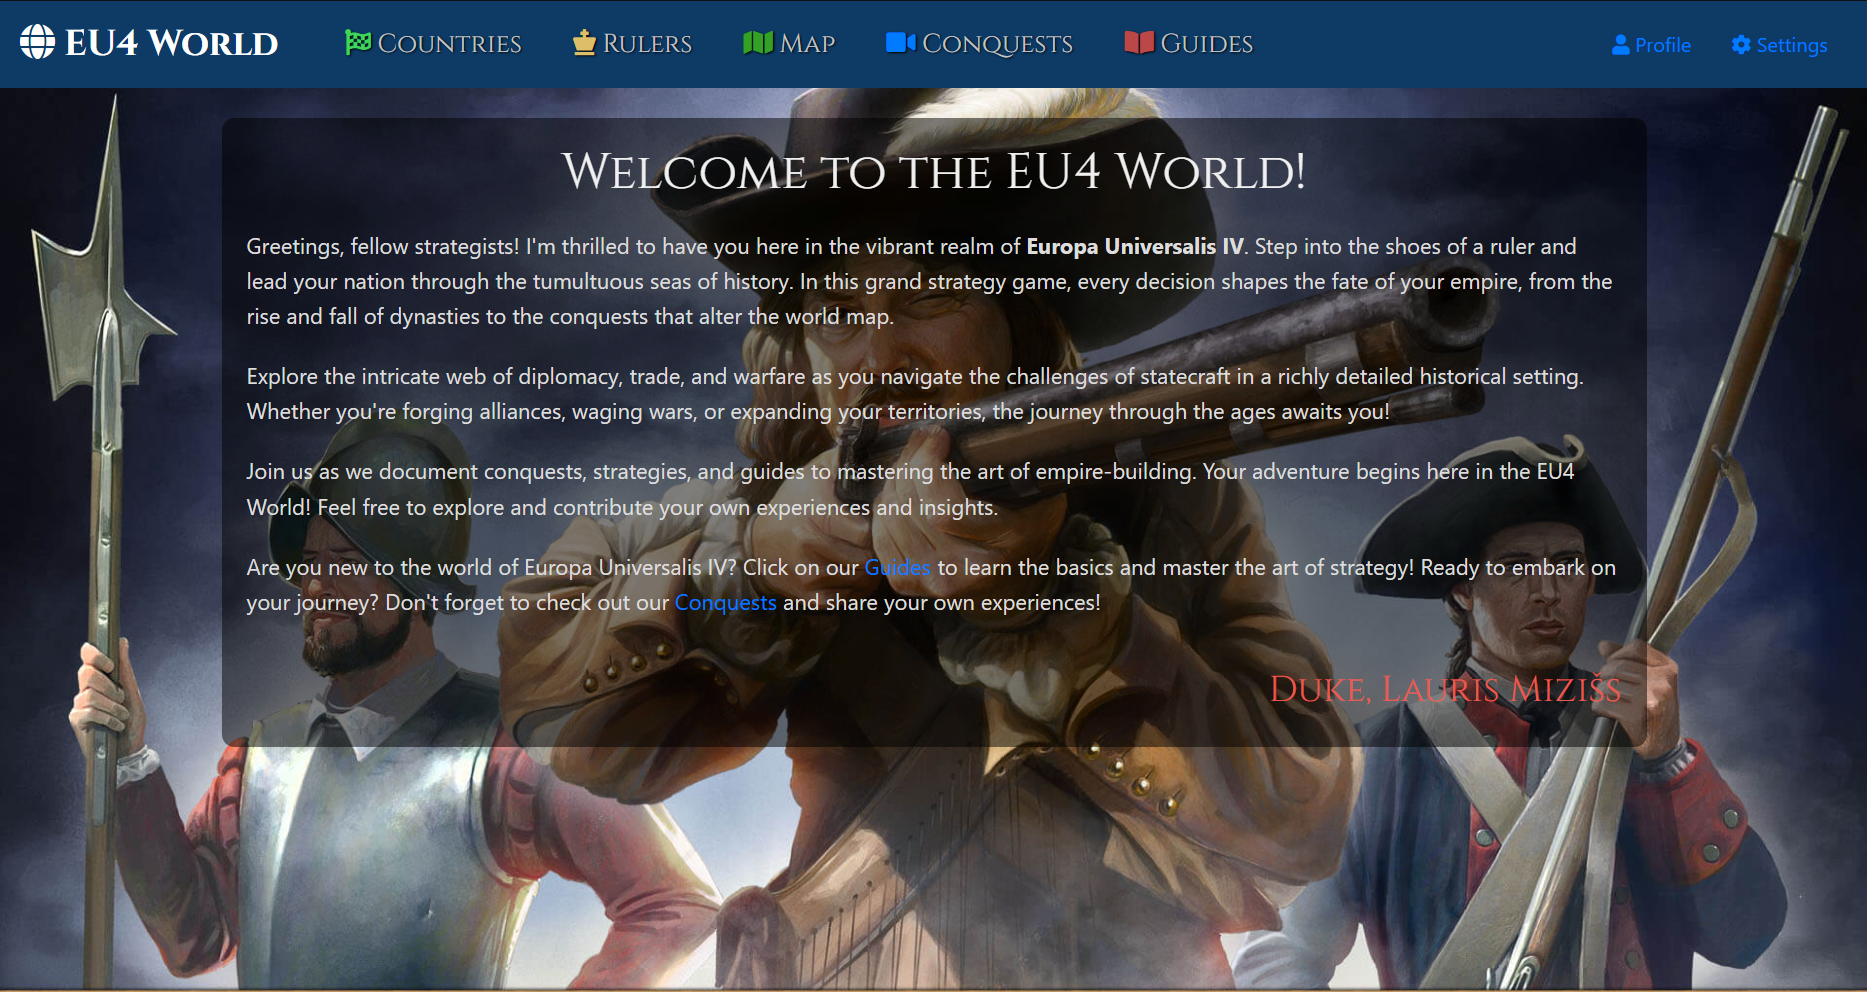 EU4 World
Countries
Rulers
Map
Conquests
Guides
Profile
Settings
Welcome to the EU4 World!
Greetings, fellow strategists! I'm thrilled to have you here in the vibrant realm of Europa Universalis IV. Step into the shoes of a ruler and
lead your nation through the tumultuous seas of history. In this grand strategy game, every decision shapes the fate of your empire, from the
rise and fall of dynasties to the conquests that alter the world map.
Explore the intricate web of diplomacy, trade, and warfare as you navigate the challenges of statecraft in a richly detailed historical setting.
Whether you're forging alliances, waging wars, or expanding your territories, the journey through the ages awaits you!
Join us as we document conquests, strategies, and guides to mastering the art of empire-building. Your adventure begins here in the EU4
World! Feel free to explore and contribute your own experiences and insights.
Are you new to the world of Europa Universalis IV? Click on our Guides to learn the basics and master the art of strategy! Ready to embark on
your journey? Don't forget to check out our Conquests and share your own experiences!
Duke, Lauris Mizišs